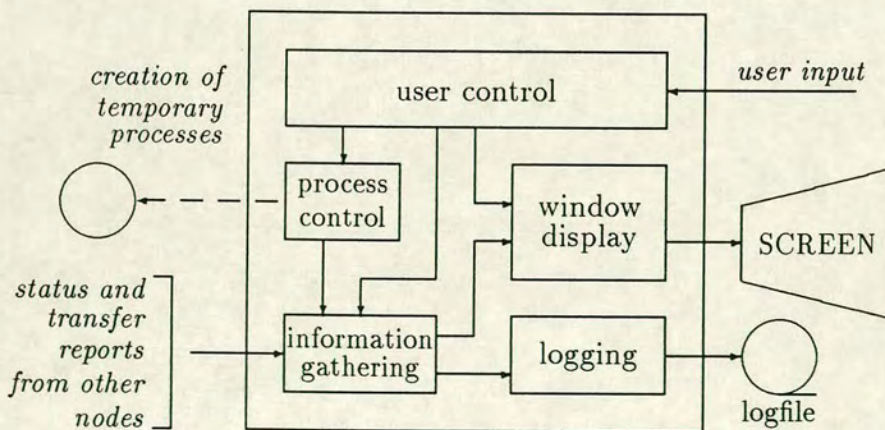 creation of
temporary
processes
user control
user input
process
control
window
display
SCREEN
status and
transfer
reports
from other
nodes
information
gathering
logging
logfile